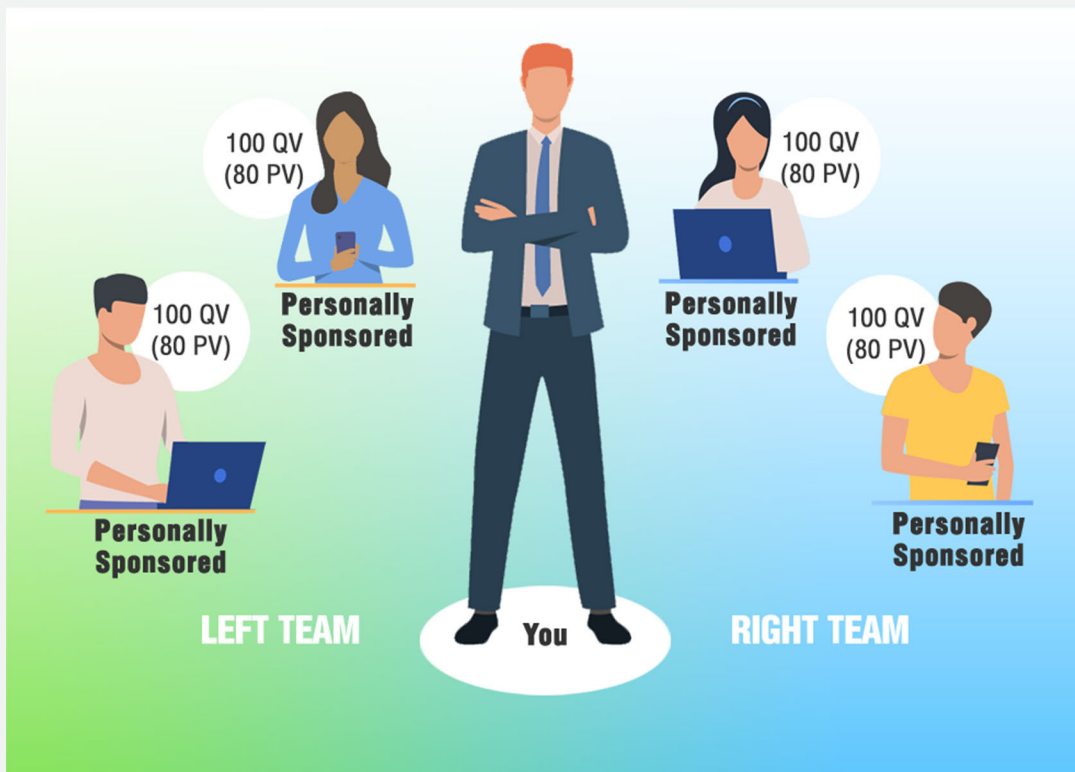 100 QV
(80 PV)
Personally
Sponsored
100 QV
(80 PV)
Personally
Sponsored
100 QV
(80 PV)
Personally
Sponsored
100 QV
(80 PV)
Personally
Sponsored
LEFT TEAM
You
RIGHT TEAM